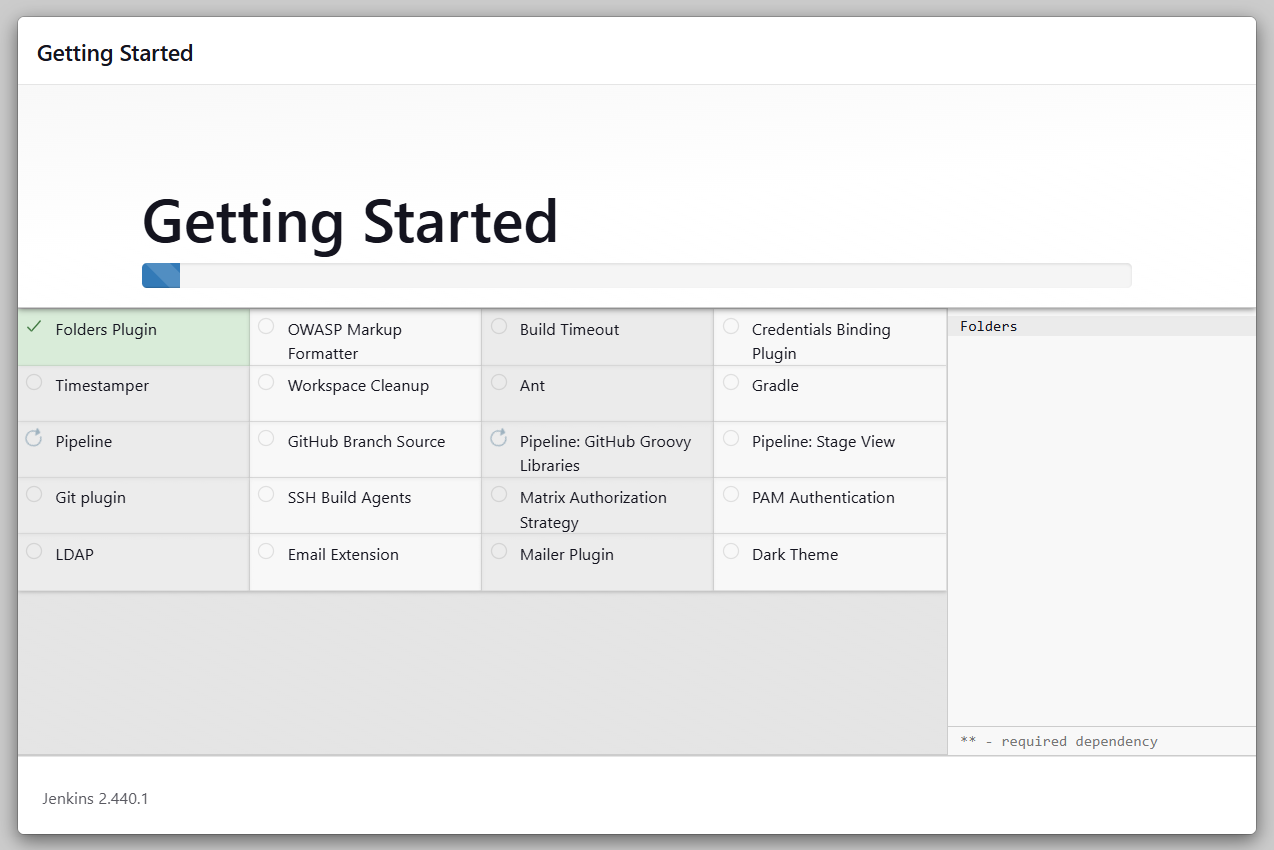 Getting Started
Getting Started
Folders Plugin
OWASP Markup
Formatter
Build Timeout
Credentials Binding
Plugin
Folders
Timestamper
Workspace Cleanup
Ant
Gradle
Pipeline
GitHub Branch Source
Pipeline: GitHub Groovy
Libraries
Pipeline: Stage View
Git plugin
SSH Build Agents
Matrix Authorization
Strategy
PAM Authentication
LDAP
Email Extension
Mailer Plugin
Dark Theme
** - required dependency
Jenkins 2.440.1